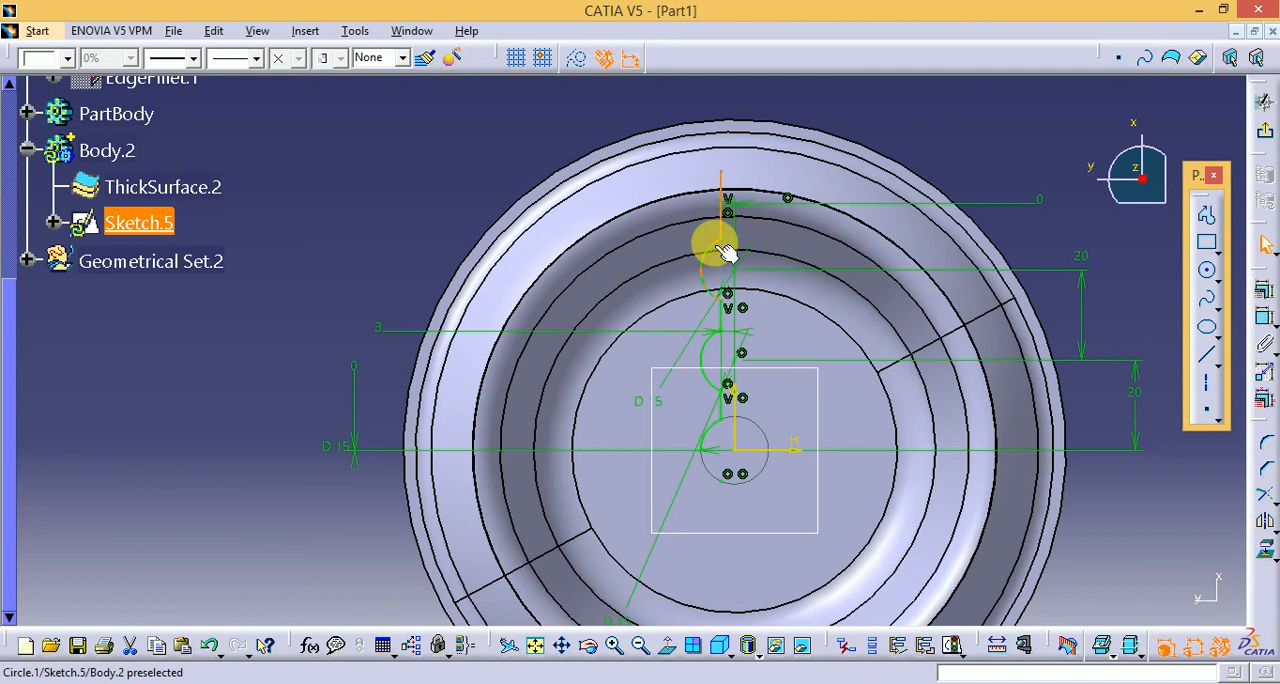 CATIA V5 - [Part1]
Start ENOVIA V5 VPM File Edit View Insert Tools Window Help
0% None
EdgeFillet.1
PartBody
Body.2
ThickSurface.2
Sketch.5
Geometrical Set.2
x
y
z
P..
0
20
3
0
D 15
20
D 15
H
x
y
f(x)
CATIA
Circle.1/Sketch.5/Body.2 preselected